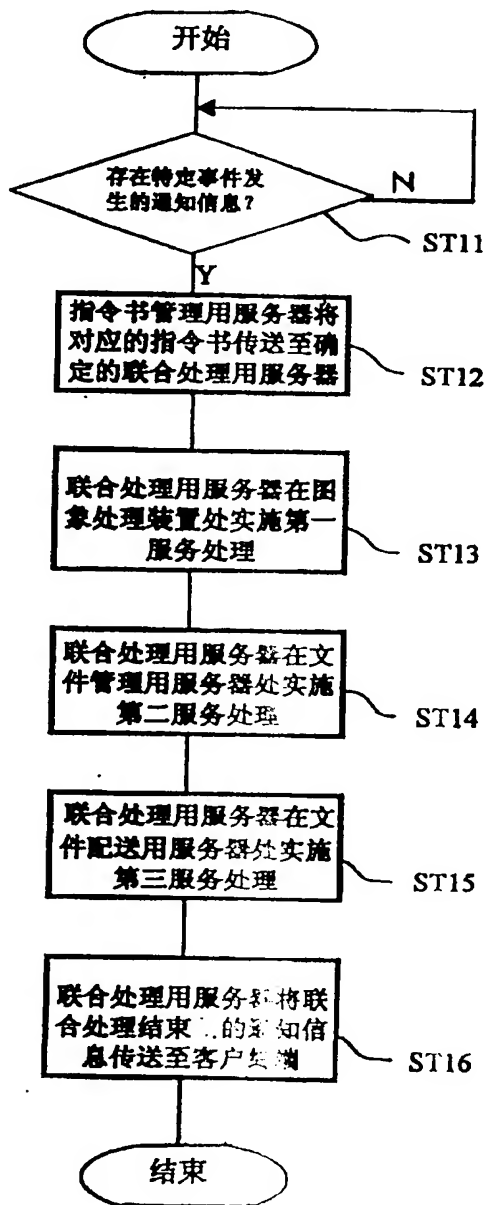 开始
存在特定事件发
生的通知信息？
N
ST11
Y
指令书管理用服务器将
对应的指令书传送至确
定的联合处理用服务器
ST12
联合处理用服务器在图
象处理装置处实施第一
服务处理
ST13
联合处理用服务器在文
件管理用服务器处实施
第二服务处理
ST14
联合处理用服务器在文
件配送用服务器处实施
第三服务处理
ST15
联合处理用服务器将联
合处理结束 的通知信
息传送至客户终端
ST16
结束